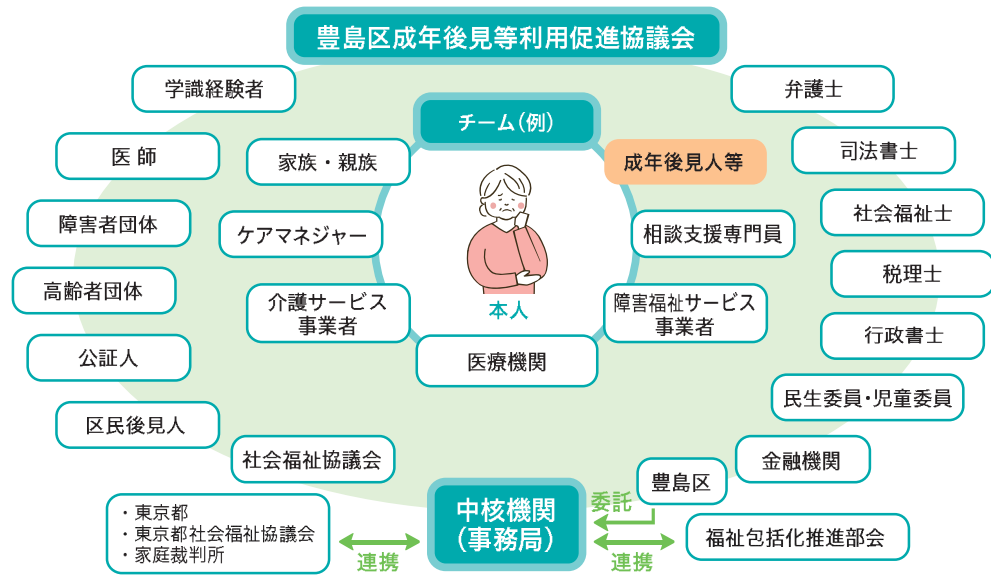 豊島区成年後見等利用促進協議会
学識経験者
弁護士
チーム(例)
医 師
家族・親族
成年後見人等
司法書士
障害者団体
ケアマネジャー
相談支援専門員
社会福祉士
高齢者団体
税理士
介護サービス
事業者
本人
障害福祉サービス
事業者
公証人
医療機関
行政書士
区民後見人
民生委員・児童委員
社会福祉協議会
金融機関
豊島区
・東京都
・東京都社会福祉協議会
・家庭裁判所
連携
中核機関
(事務局)
委託
連携
福祉包括化推進部会